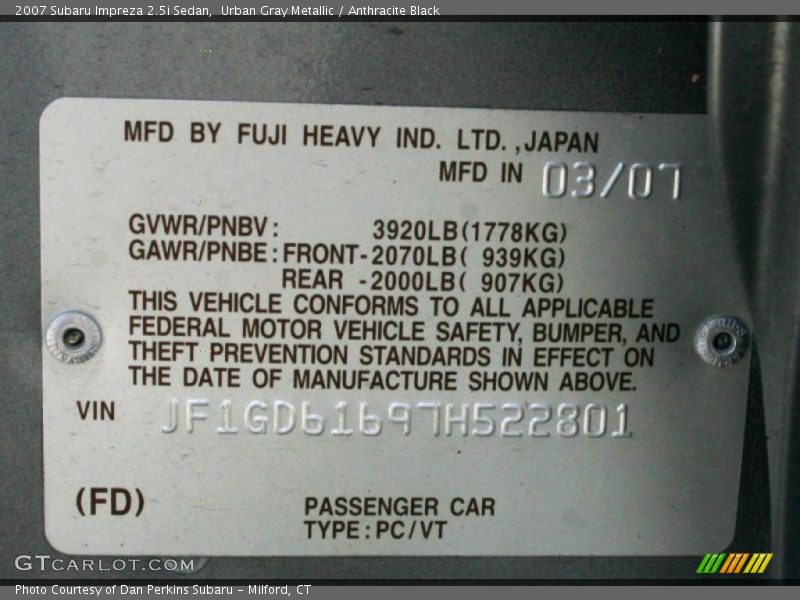 2007 Subaru Impreza 2.5i Sedan,  Urban Gray Metallic / Anthracite Black
MFD BY FUJI HEAVY IND. LTD.,JAPAN
MFD IN 03/07
GVWR/PNBV: 3920LB(1778KG)
GAWR/PNBE:FRONT-2070LB( 939KG)
REAR -2000LB( 907KG)
THIS VEHICLE CONFORMS TO ALL APPLICABLE
FEDERAL MOTOR VEHICLE SAFETY, BUMPER, AND
THEFT PREVENTION STANDARDS IN EFFECT ON
THE DATE OF MANUFACTURE SHOWN ABOVE.
VIN JF1GD61697H522801
(FD) PASSENGER CAR
TYPE:PC/VT
GTCARLOT.COM
Photo Courtesy of Dan Perkins Subaru – Milford, CT